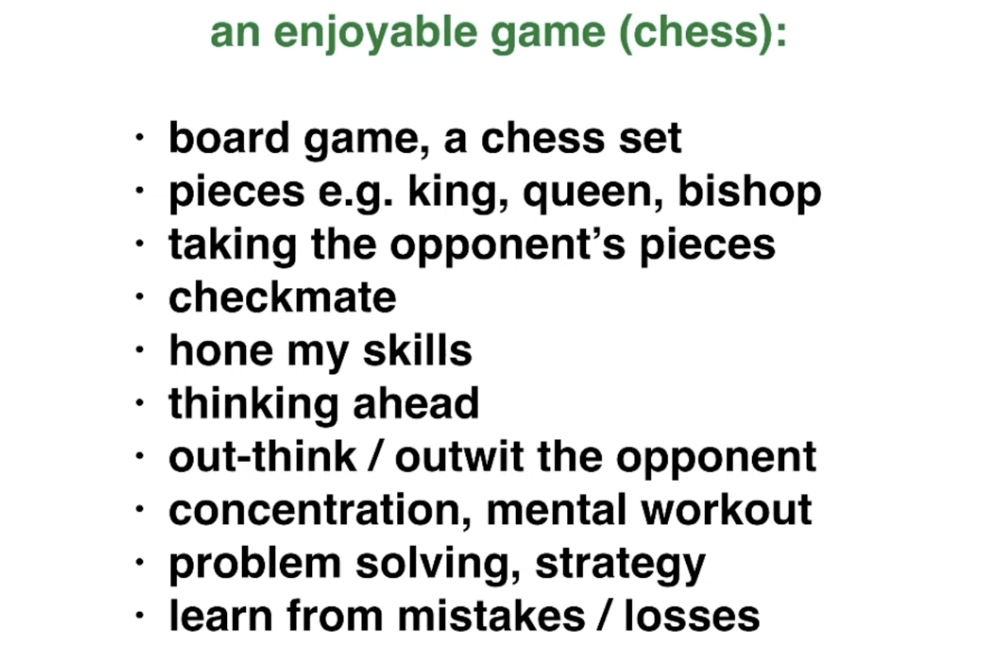 an enjoyable game (chess):
· board game, a chess set
· pieces e.g. king, queen, bishop
· taking the opponent’s pieces
· checkmate
· hone my skills
· thinking ahead
· out-think / outwit the opponent
· concentration, mental workout
· problem solving, strategy
· learn from mistakes / losses